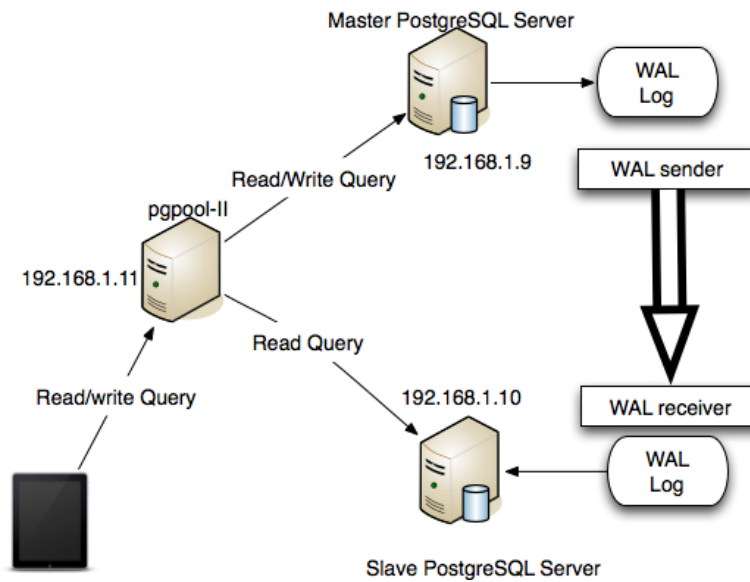 Master PostgreSQL Server
WAL
Log
192.168.1.9
WAL sender
Read/Write Query
pgpool-II
192.168.1.11
Read Query
Read/write Query
192.168.1.10
WAL receiver
WAL
Log
Slave PostgreSQL Server